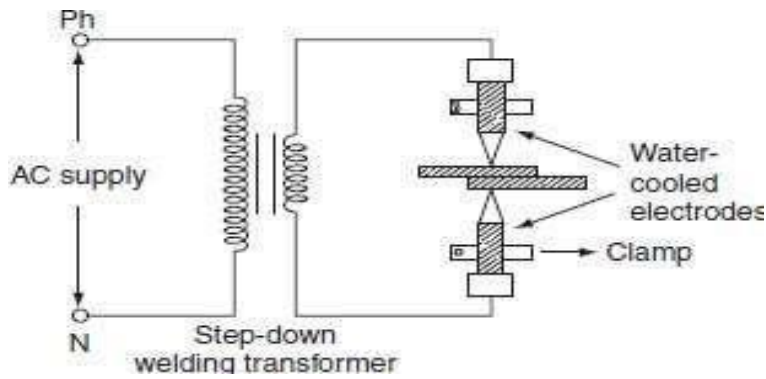 Ph
AC supply
N
Step-down
welding transformer
Water-
cooled
electrodes
Clamp